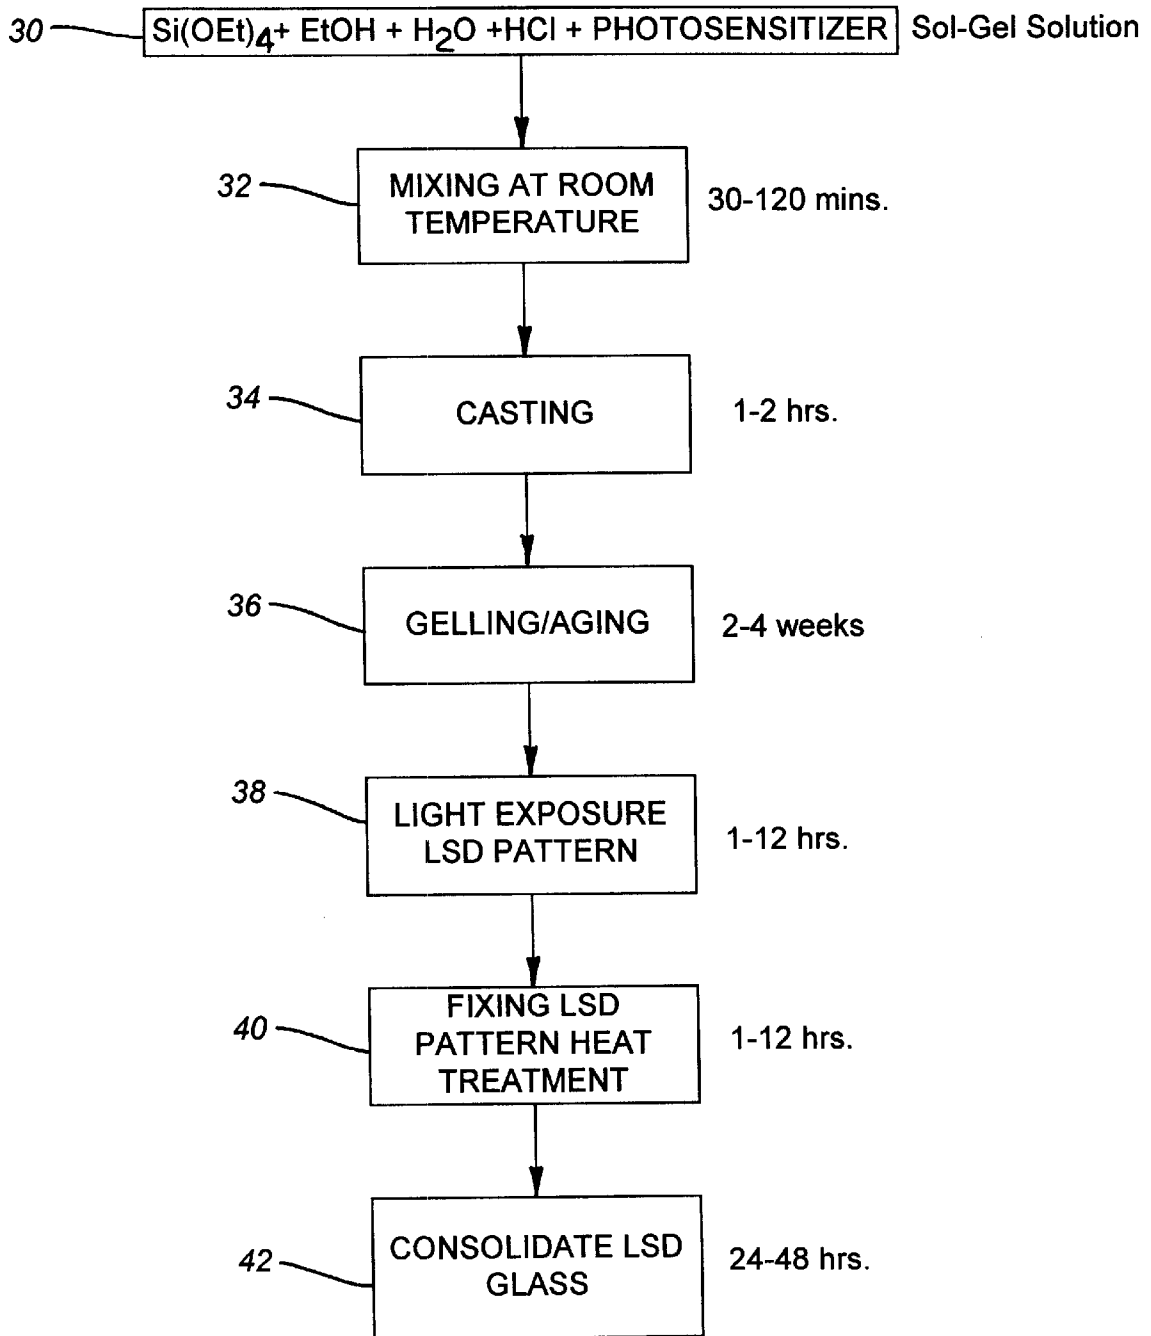 30 Si(OEt)4+ EtOH + H2O +HCl + PHOTOSENSITIZER Sol-Gel Solution
32 MIXING AT ROOM
TEMPERATURE 30-120 mins.
34 CASTING 1-2 hrs.
36 GELLING/AGING 2-4 weeks
38 LIGHT EXPOSURE
LSD PATTERN 1-12 hrs.
FIXING LSD
40 PATTERN HEAT 1-12 hrs.
TREATMENT
42 CONSOLIDATE LSD 24-48 hrs.
GLASS